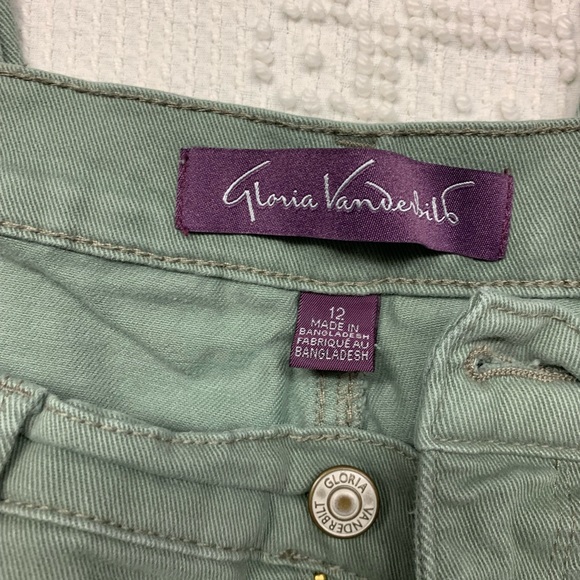 Gloria Vanderbilt
12
MADE IN
BANGLADESH
FABRIQUÉ AU
BANGLADESH
GLORIA
VANDERBILT